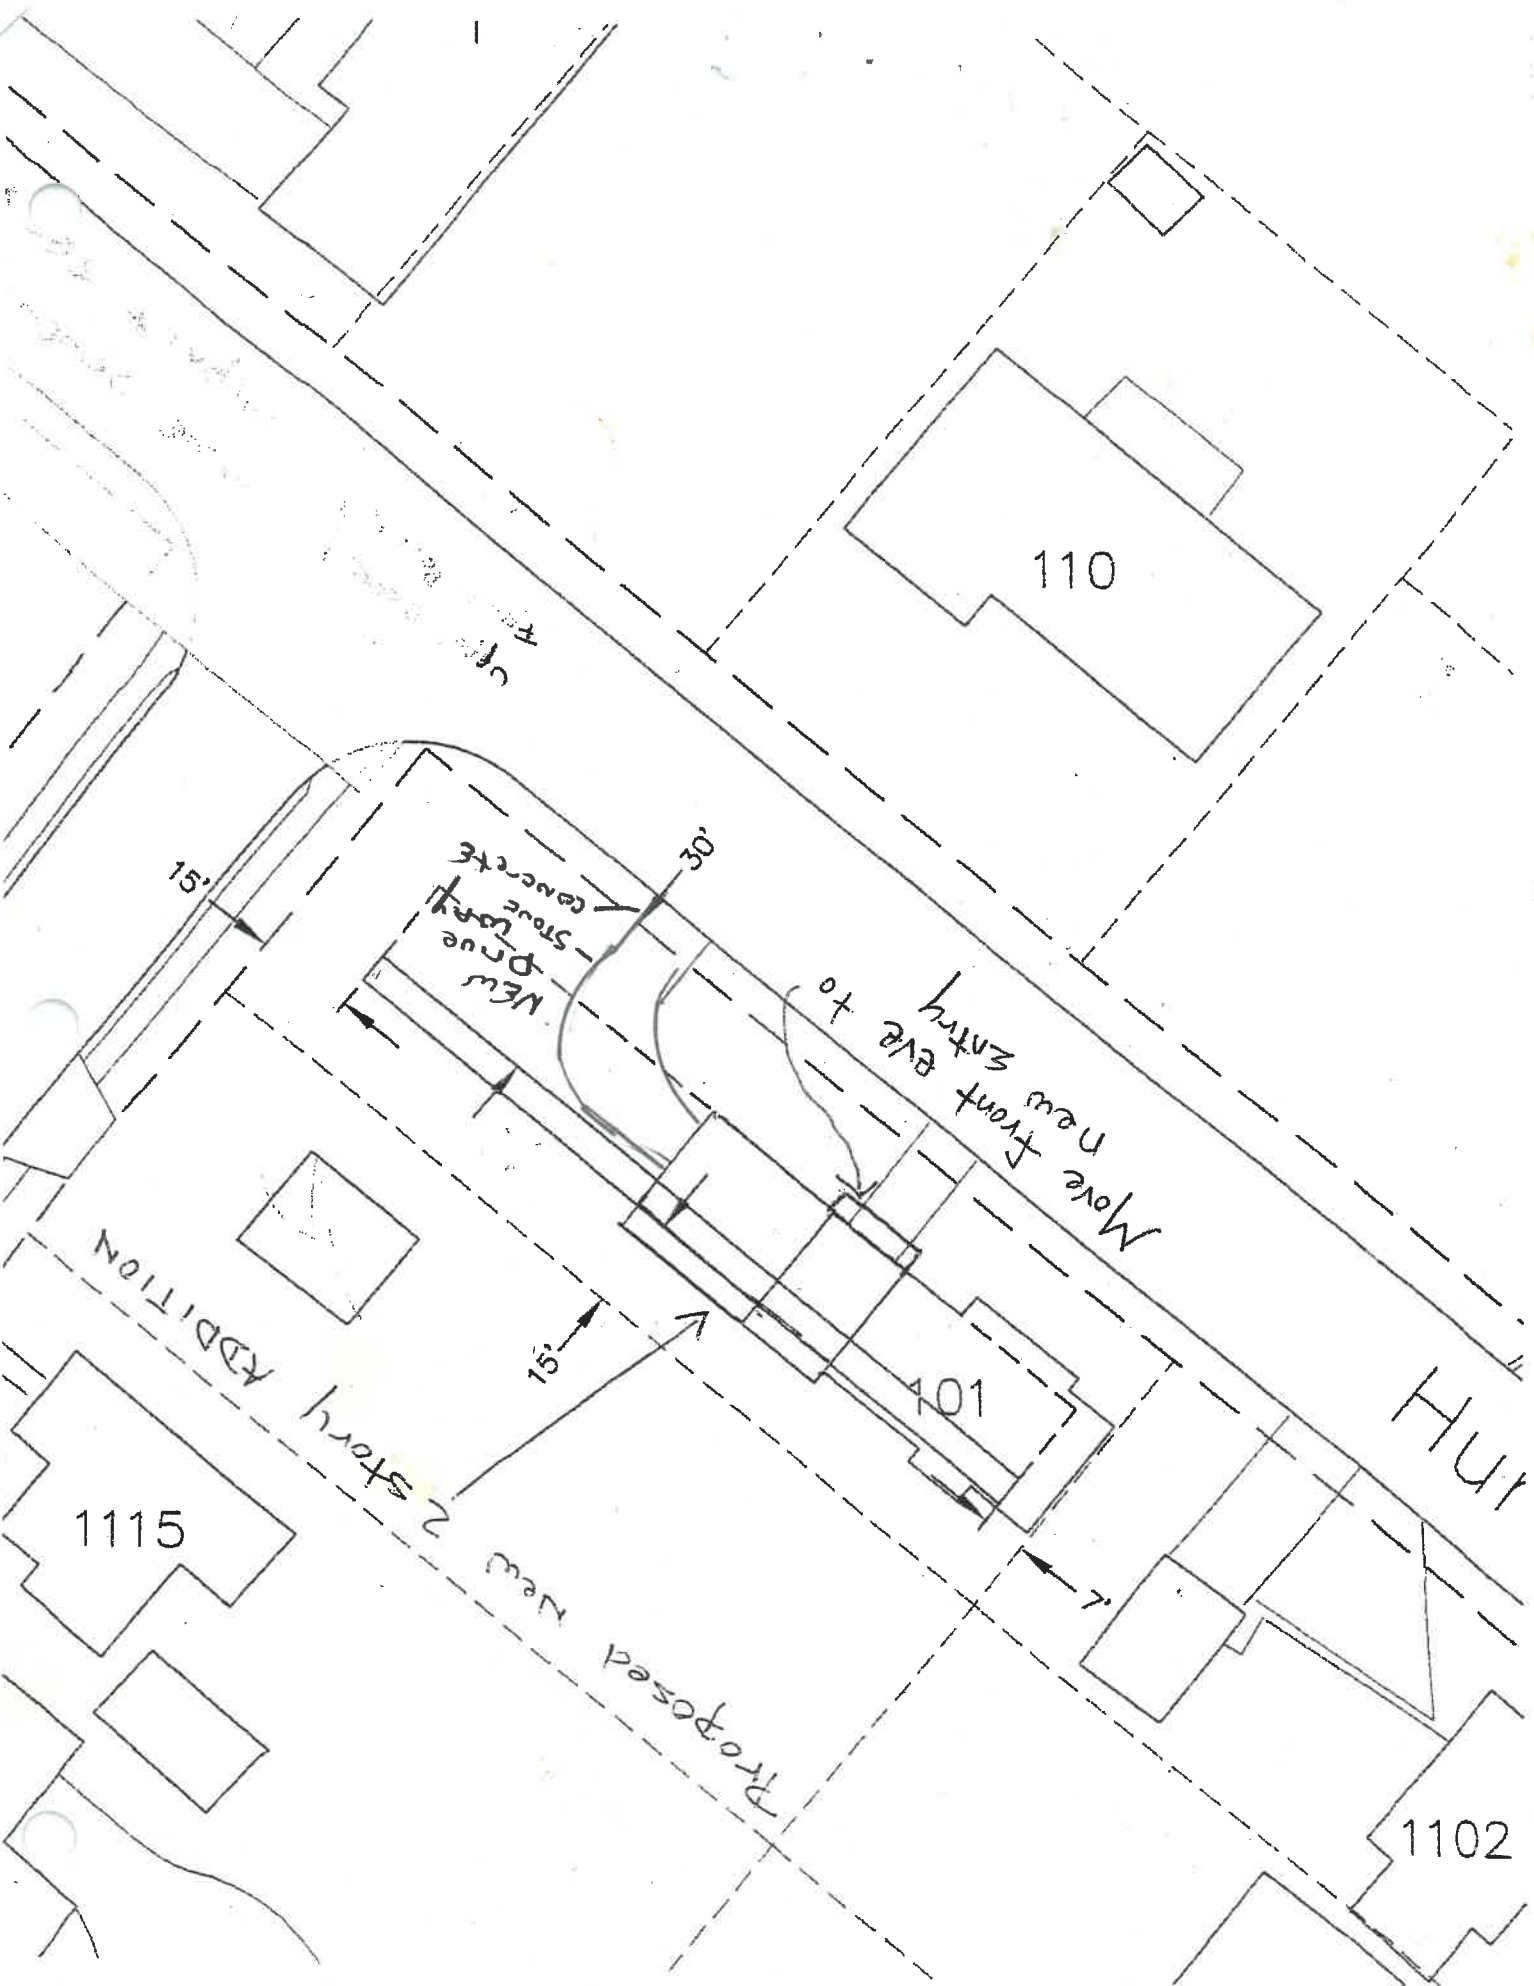 110
30'
15'
NEW
Drive
WAY
- STONE
CONCRETE
Move front eve to
new Entry
15'
101
Hur
7'
Proposed New 2 story ADDITION
1115
1102